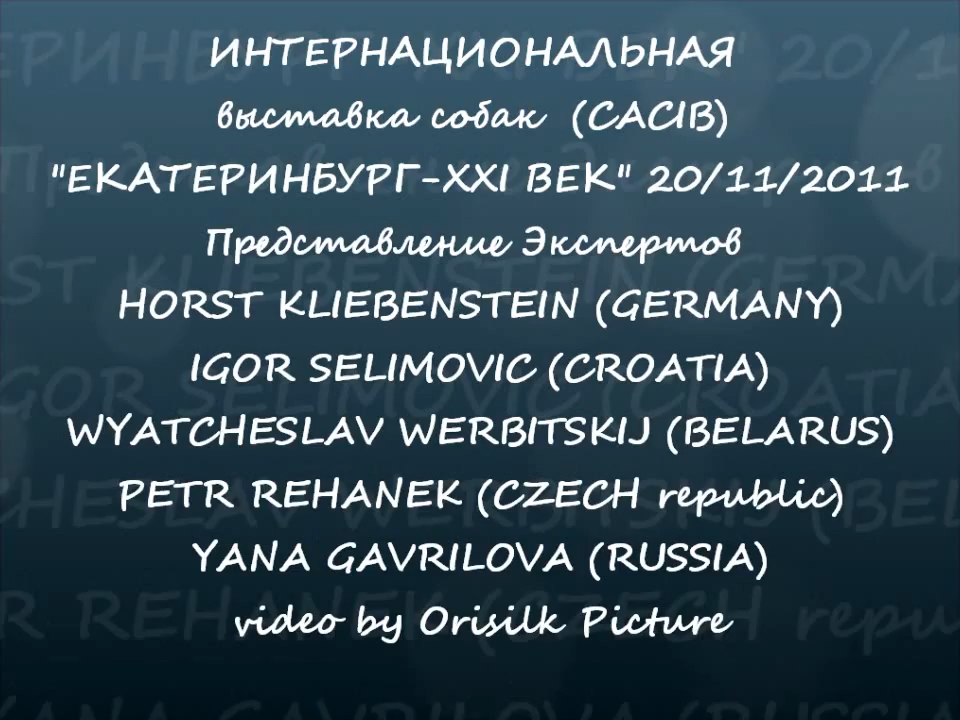 ИНТЕРНАЦИОНАЛЬНАЯ
выставка собак (CACIB)
"ЕКАТЕРИНБУРГ-XXI ВЕК" 20/11/2011
Представление Экспертов
HORST KLIEBENSTEIN (GERMANY)
IGOR SELIMOVIC (CROATIA)
WYATCHESLAV WERBITSKIJ (BELARUS)
PETR REHANEK (CZECH republic)
YANA GAVRILOVA (RUSSIA)
video by Orisilk Picture